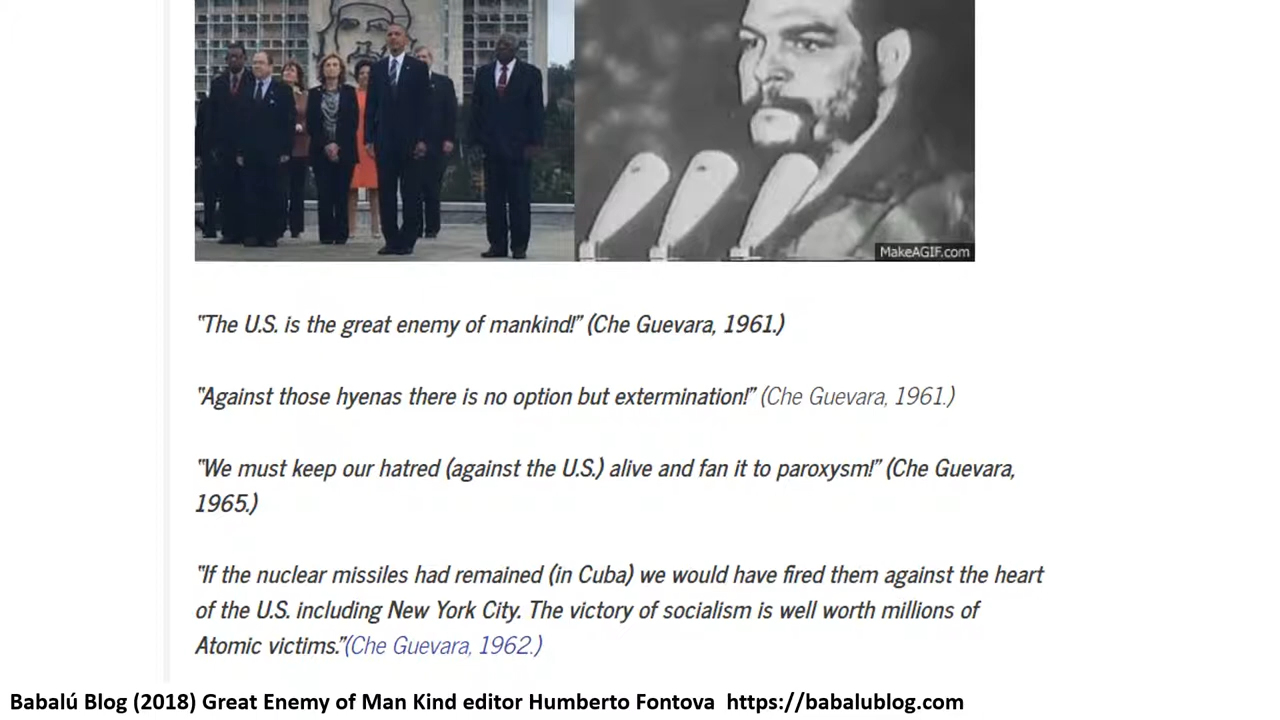 MakeAGIF.com
“The U.S. is the great enemy of mankind!” (Che Guevara, 1961.)
“Against those hyenas there is no option but extermination!” (Che Guevara, 1961.)
“We must keep our hatred (against the U.S.) alive and fan it to paroxysm!” (Che Guevara,
1965.)
“If the nuclear missiles had remained (in Cuba) we would have fired them against the heart
of the U.S. including New York City. The victory of socialism is well worth millions of
Atomic victims.”(Che Guevara, 1962.)
Babalú Blog (2018) Great Enemy of Man Kind editor Humberto Fontova https://babalublog.com